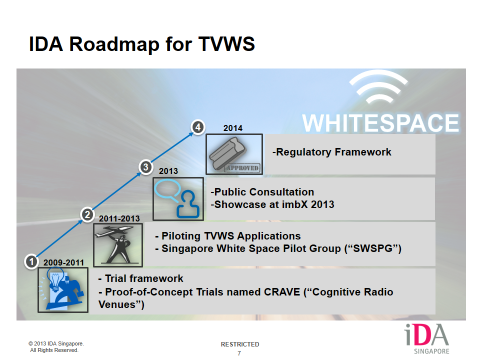 IDA Roadmap for TVWS
WHITESPACE
4
2014
APPROVED
-Regulatory Framework
3
2013
-Public Consultation
-Showcase at imbX 2013
2
2011-2013
- Piloting TVWS Applications
- Singapore White Space Pilot Group (“SWSPG”)
1
2009-2011
- Trial framework
- Proof-of-Concept Trials named CRAVE (“Cognitive Radio
Venues”)
© 2013 IDA Singapore.
All Rights Reserved.
RESTRICTED
7
iDA
SINGAPORE